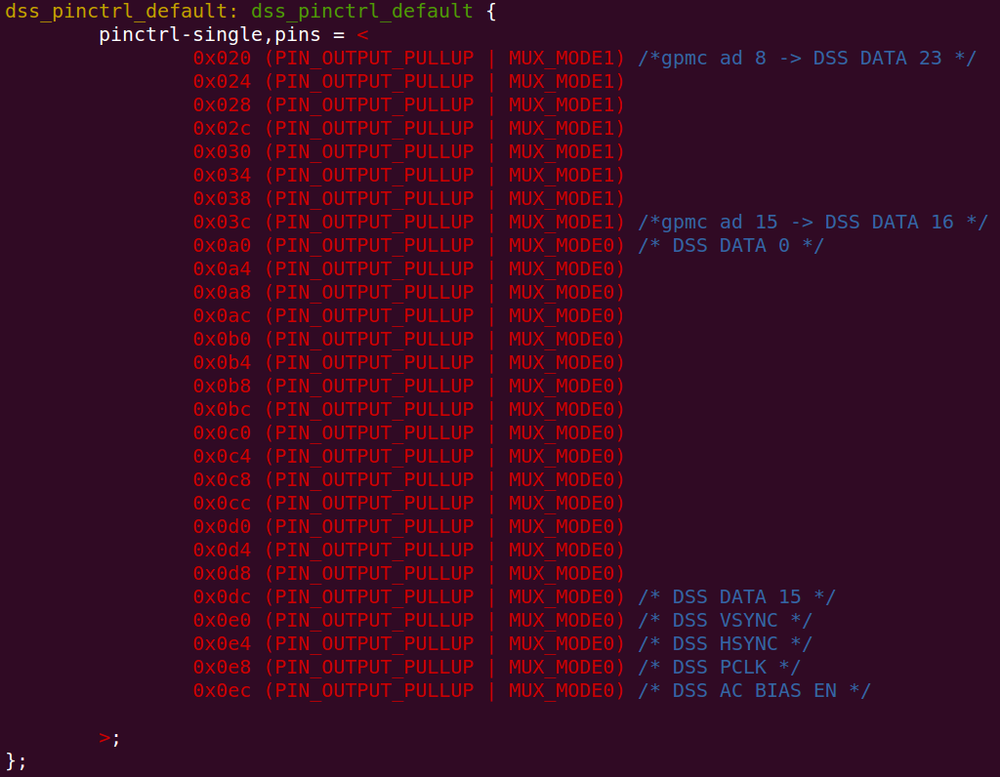 dss_pinctrl_default: dss_pinctrl_default {
        pinctrl-single,pins = <
                0x020 (PIN_OUTPUT_PULLUP | MUX_MODE1) /*gpmc ad 8 -> DSS DATA 23 */
                0x024 (PIN_OUTPUT_PULLUP | MUX_MODE1)
                0x028 (PIN_OUTPUT_PULLUP | MUX_MODE1)
                0x02c (PIN_OUTPUT_PULLUP | MUX_MODE1)
                0x030 (PIN_OUTPUT_PULLUP | MUX_MODE1)
                0x034 (PIN_OUTPUT_PULLUP | MUX_MODE1)
                0x038 (PIN_OUTPUT_PULLUP | MUX_MODE1)
                0x03c (PIN_OUTPUT_PULLUP | MUX_MODE1) /*gpmc ad 15 -> DSS DATA 16 */
                0x0a0 (PIN_OUTPUT_PULLUP | MUX_MODE0) /* DSS DATA 0 */
                0x0a4 (PIN_OUTPUT_PULLUP | MUX_MODE0)
                0x0a8 (PIN_OUTPUT_PULLUP | MUX_MODE0)
                0x0ac (PIN_OUTPUT_PULLUP | MUX_MODE0)
                0x0b0 (PIN_OUTPUT_PULLUP | MUX_MODE0)
                0x0b4 (PIN_OUTPUT_PULLUP | MUX_MODE0)
                0x0b8 (PIN_OUTPUT_PULLUP | MUX_MODE0)
                0x0bc (PIN_OUTPUT_PULLUP | MUX_MODE0)
                0x0c0 (PIN_OUTPUT_PULLUP | MUX_MODE0)
                0x0c4 (PIN_OUTPUT_PULLUP | MUX_MODE0)
                0x0c8 (PIN_OUTPUT_PULLUP | MUX_MODE0)
                0x0cc (PIN_OUTPUT_PULLUP | MUX_MODE0)
                0x0d0 (PIN_OUTPUT_PULLUP | MUX_MODE0)
                0x0d4 (PIN_OUTPUT_PULLUP | MUX_MODE0)
                0x0d8 (PIN_OUTPUT_PULLUP | MUX_MODE0)
                0x0dc (PIN_OUTPUT_PULLUP | MUX_MODE0) /* DSS DATA 15 */
                0x0e0 (PIN_OUTPUT_PULLUP | MUX_MODE0) /* DSS VSYNC */
                0x0e4 (PIN_OUTPUT_PULLUP | MUX_MODE0) /* DSS HSYNC */
                0x0e8 (PIN_OUTPUT_PULLUP | MUX_MODE0) /* DSS PCLK */
                0x0ec (PIN_OUTPUT_PULLUP | MUX_MODE0) /* DSS AC BIAS EN */

        >;
};